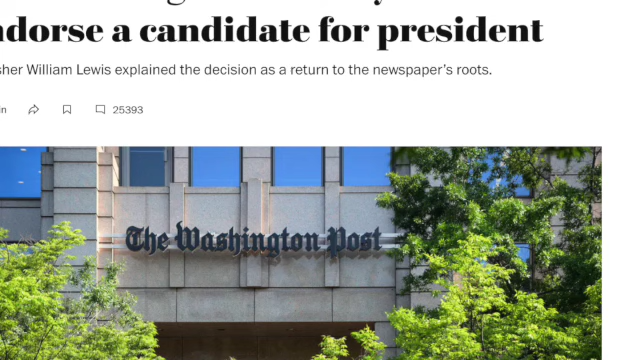 ndorse a candidate for president
sher William Lewis explained the decision as a return to the newspaper's roots.
in
25393
The Washington Post